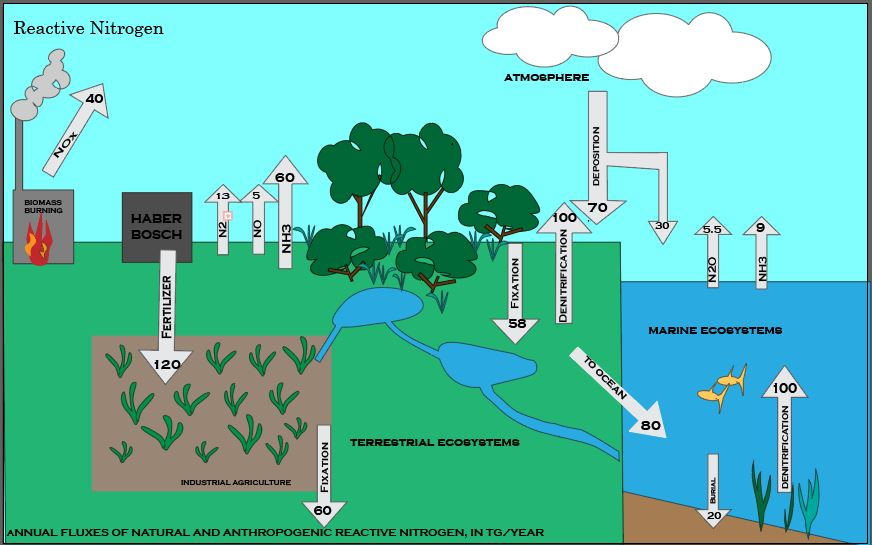 Reactive Nitrogen
ATMOSPHERE
40
NOx
DEPOSITION
70
30
BIOMASS
BURNING
HABER
BOSCH
13
N2
5
NO
60
NH3
100
DENITRIFICATION
FIXATION
58
5.5
N2O
9
NH3
FERTILIZER
120
MARINE ECOSYSTEMS
TO OCEAN
80
100
DENITRIFICATION
BURIAL
20
TERRESTRIAL ECOSYSTEMS
FIXATION
60
INDUSTRIAL AGRICULTURE
ANNUAL FLUXES OF NATURAL AND ANTHROPOGENIC REACTIVE NITROGEN, IN TG/YEAR